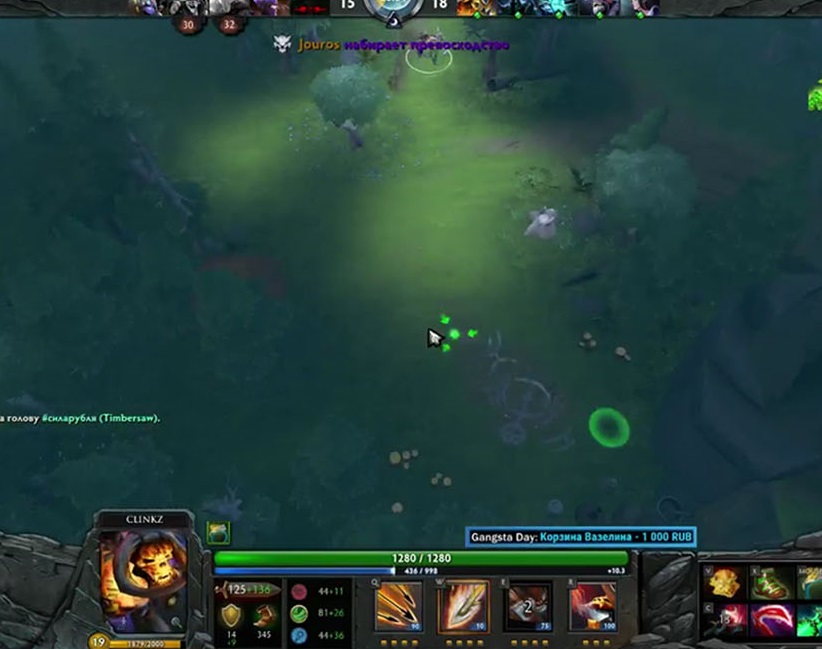 15 18
30 32
Jouros набирает превосходство
а голову #силарубля (Timbersaw).
CLINKZ
Gangsta Day: Корзина Вазелина - 1 000 RUB
1280 / 1280
436 / 998 +10.3
125+136
44+11
81+26
44+36
14
+9
345
Q W E R
2
95 10 75 100
19
1879/2000
V X
C 15